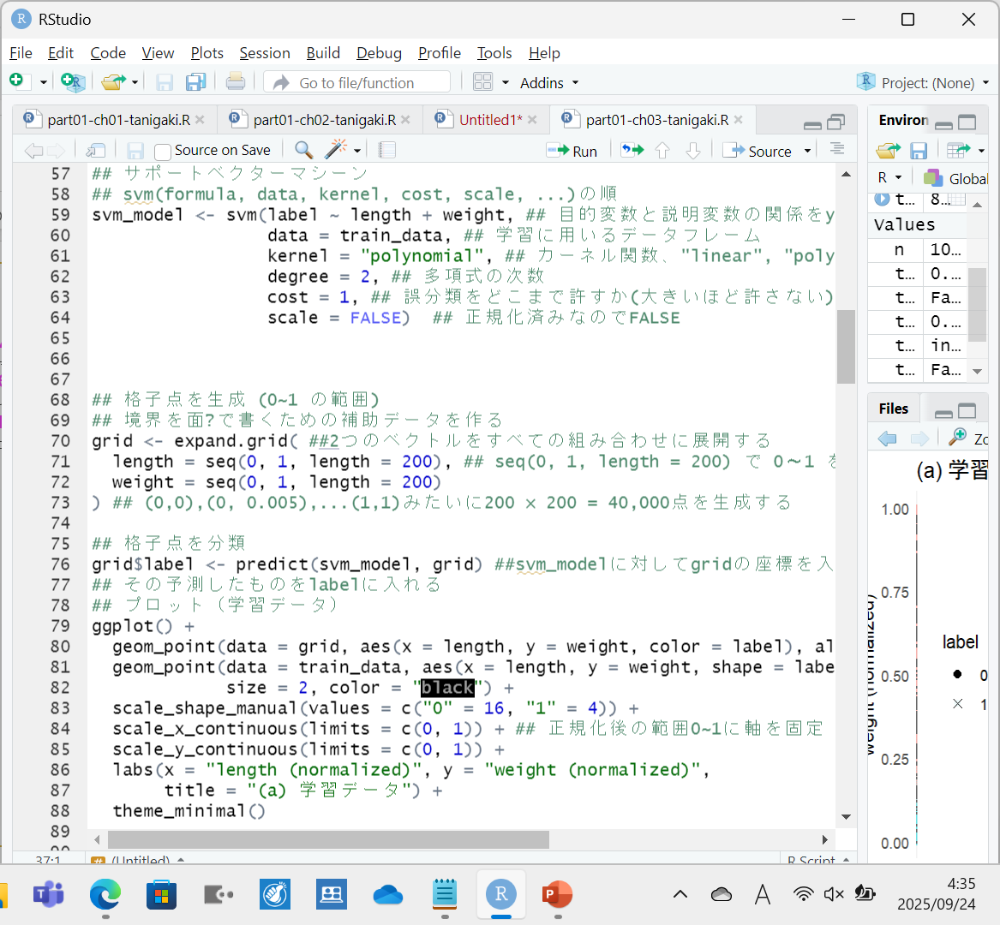 RStudio
File Edit Code View Plots Session Build Debug Profile Tools Help
Go to file/function
Addins
Project: (None)
part01-ch01-tanigaki.R
part01-ch02-tanigaki.R
Untitled1*
part01-ch03-tanigaki.R
Source on Save
Run
Source
57 ## サポートベクターマシーン
58 ## svm(formula, data, kernel, cost, scale, ...)の順
59 svm_model <- svm(label ~ length + weight, ## 目的変数と説明変数の関係をy
60 data = train_data, ## 学習に用いるデータフレーム
61 kernel = "polynomial", ## カーネル関数、"linear", "poly
62 degree = 2, ## 多項式の次数
63 cost = 1, ## 誤分類をどこまで許すか(大きいほど許さない)
64 scale = FALSE) ## 正規化済みなのでFALSE
65
66
67
68 ## 格子点を生成 (0~1 の範囲)
69 ## 境界を面?で書くための補助データを作る
70 grid <- expand.grid( ##2つのベクトルをすべての組み合わせに展開する
71 length = seq(0, 1, length = 200), ## seq(0, 1, length = 200) で 0～1 を
72 weight = seq(0, 1, length = 200)
73 ) ## (0,0),(0, 0.005),...(1,1)みたいに200 × 200 = 40,000点を生成する
74
75 ## 格子点を分類
76 grid$label <- predict(svm_model, grid) ##svm_modelに対してgridの座標を入
77 ## その予測したものをlabelに入れる
78 ## プロット（学習データ）
79 ggplot() +
80 geom_point(data = grid, aes(x = length, y = weight, color = label), al
81 geom_point(data = train_data, aes(x = length, y = weight, shape = labe
82 size = 2, color = "black") +
83 scale_shape_manual(values = c("0" = 16, "1" = 4)) +
84 scale_x_continuous(limits = c(0, 1)) + ## 正規化後の範囲0~1に軸を固定
85 scale_y_continuous(limits = c(0, 1)) +
86 labs(x = "length (normalized)", y = "weight (normalized)",
87 title = "(a) 学習データ") +
88 theme_minimal()
89
37:1
(Untitled)
R Script
Environ
R
Global
t... 8...
Values
n 10...
t... 0...
t... Fa...
t... 0...
t... in...
t... Fa...
Files
Zo
(a) 学習
1.00
0.75
0.50
0.25
0.00
weight (normalized)
label
0
1
4:35
2025/09/24